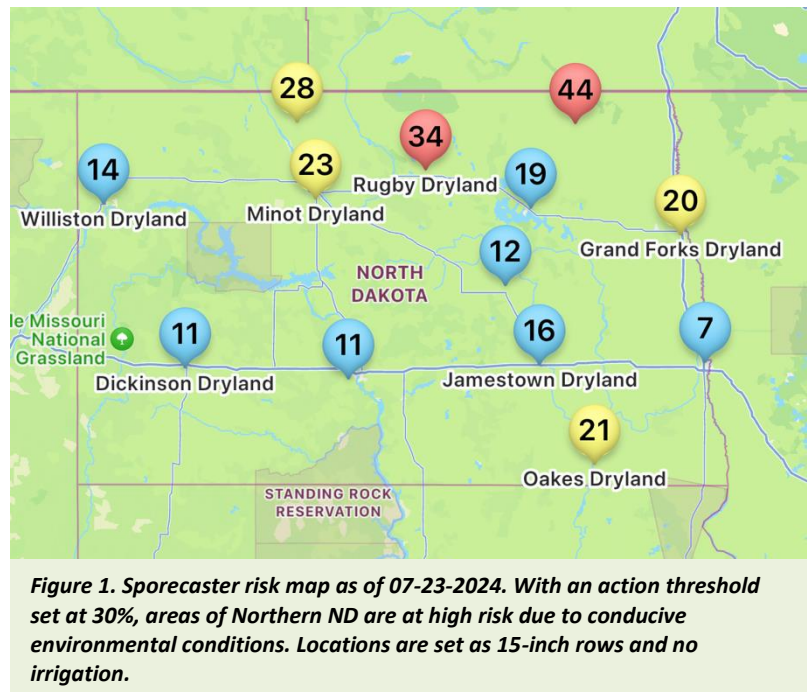 28
44
34
14
23
19
Rugby Dryland
Williston Dryland
Minot Dryland
20
Grand Forks Dryland
12
NORTH
DAKOTA
le Missouri
National
Grassland
11
11
16
7
Dickinson Dryland
Jamestown Dryland
21
Oakes Dryland
STANDING ROCK
RESERVATION
Figure 1. Sporecaster risk map as of 07-23-2024. With an action threshold
set at 30%, areas of Northern ND are at high risk due to conducive
environmental conditions. Locations are set as 15-inch rows and no
irrigation.